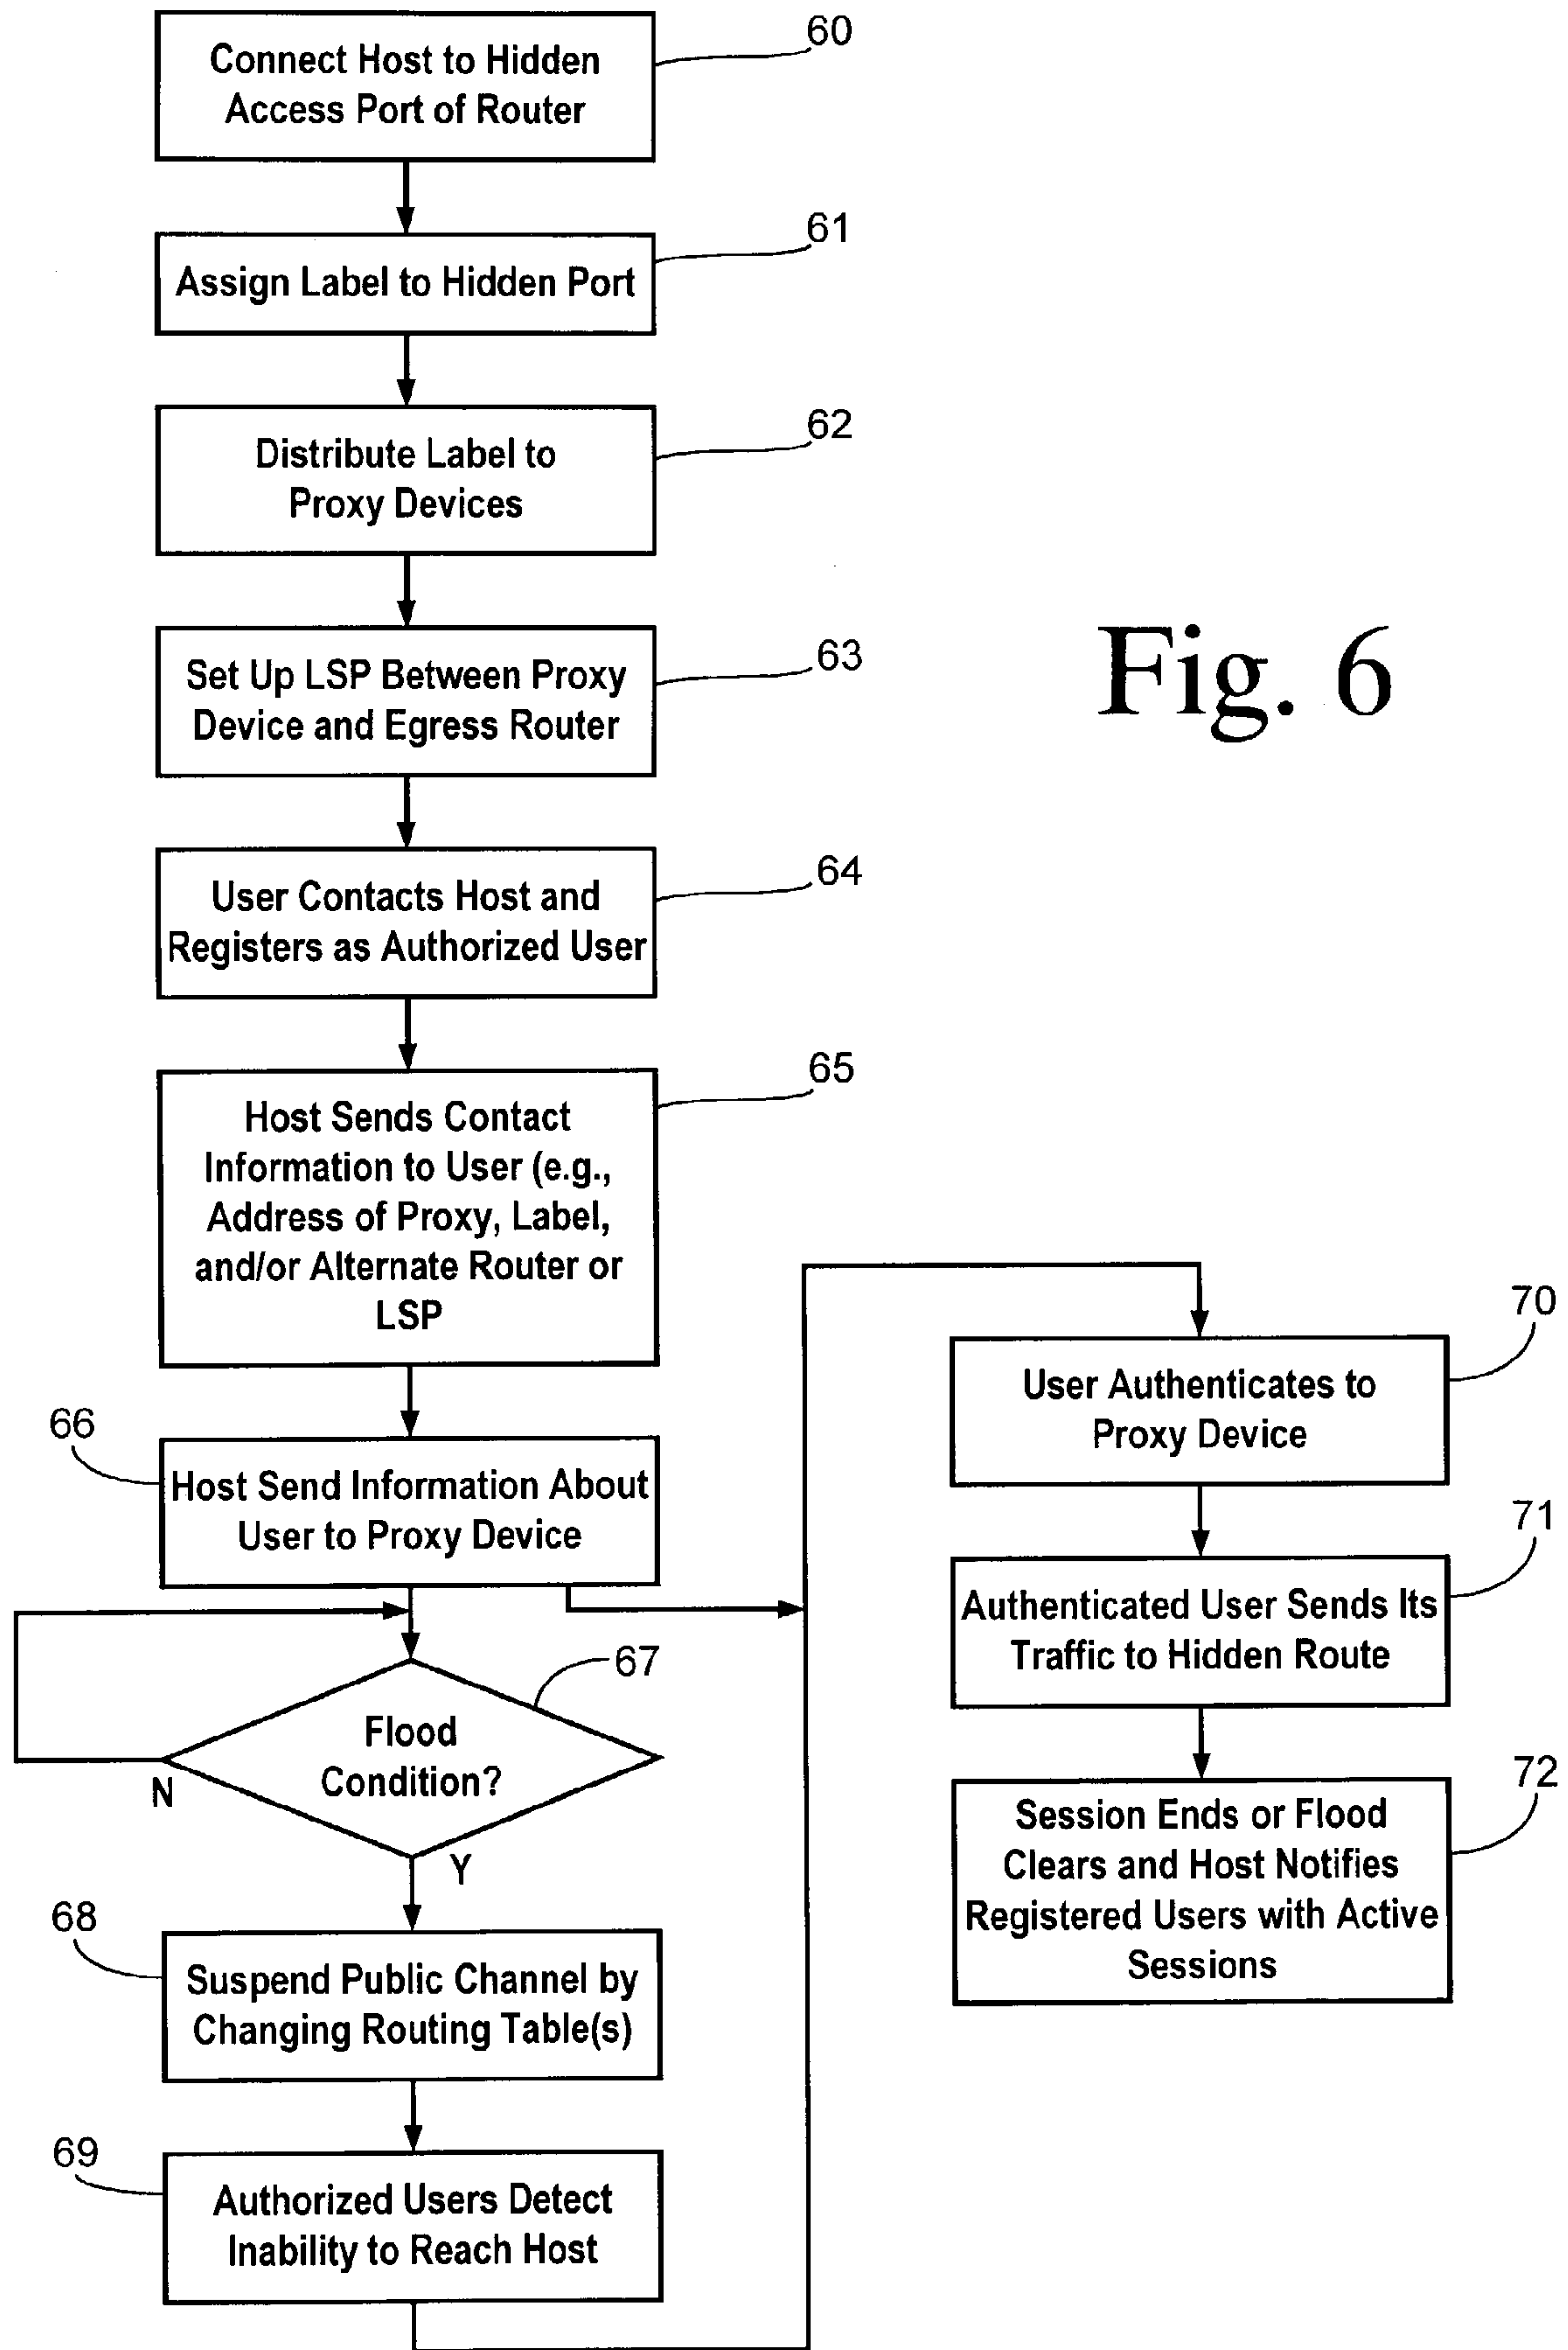 60
Connect Host to Hidden
Access Port of Router
61
Assign Label to Hidden Port
62
Distribute Label to
Proxy Devices
63
Set Up LSP Between Proxy
Device and Egress Router
64
User Contacts Host and
Registers as Authorized User
65
Host Sends Contact
Information to User (e.g.,
Address of Proxy, Label,
and/or Alternate Router or
LSP
66
Host Send Information About
User to Proxy Device
67
Flood
Condition?
N
Y
68
Suspend Public Channel by
Changing Routing Table(s)
69
Authorized Users Detect
Inability to Reach Host
70
User Authenticates to
Proxy Device
71
Authenticated User Sends Its
Traffic to Hidden Route
72
Session Ends or Flood
Clears and Host Notifies
Registered Users with Active
Sessions
Fig. 6